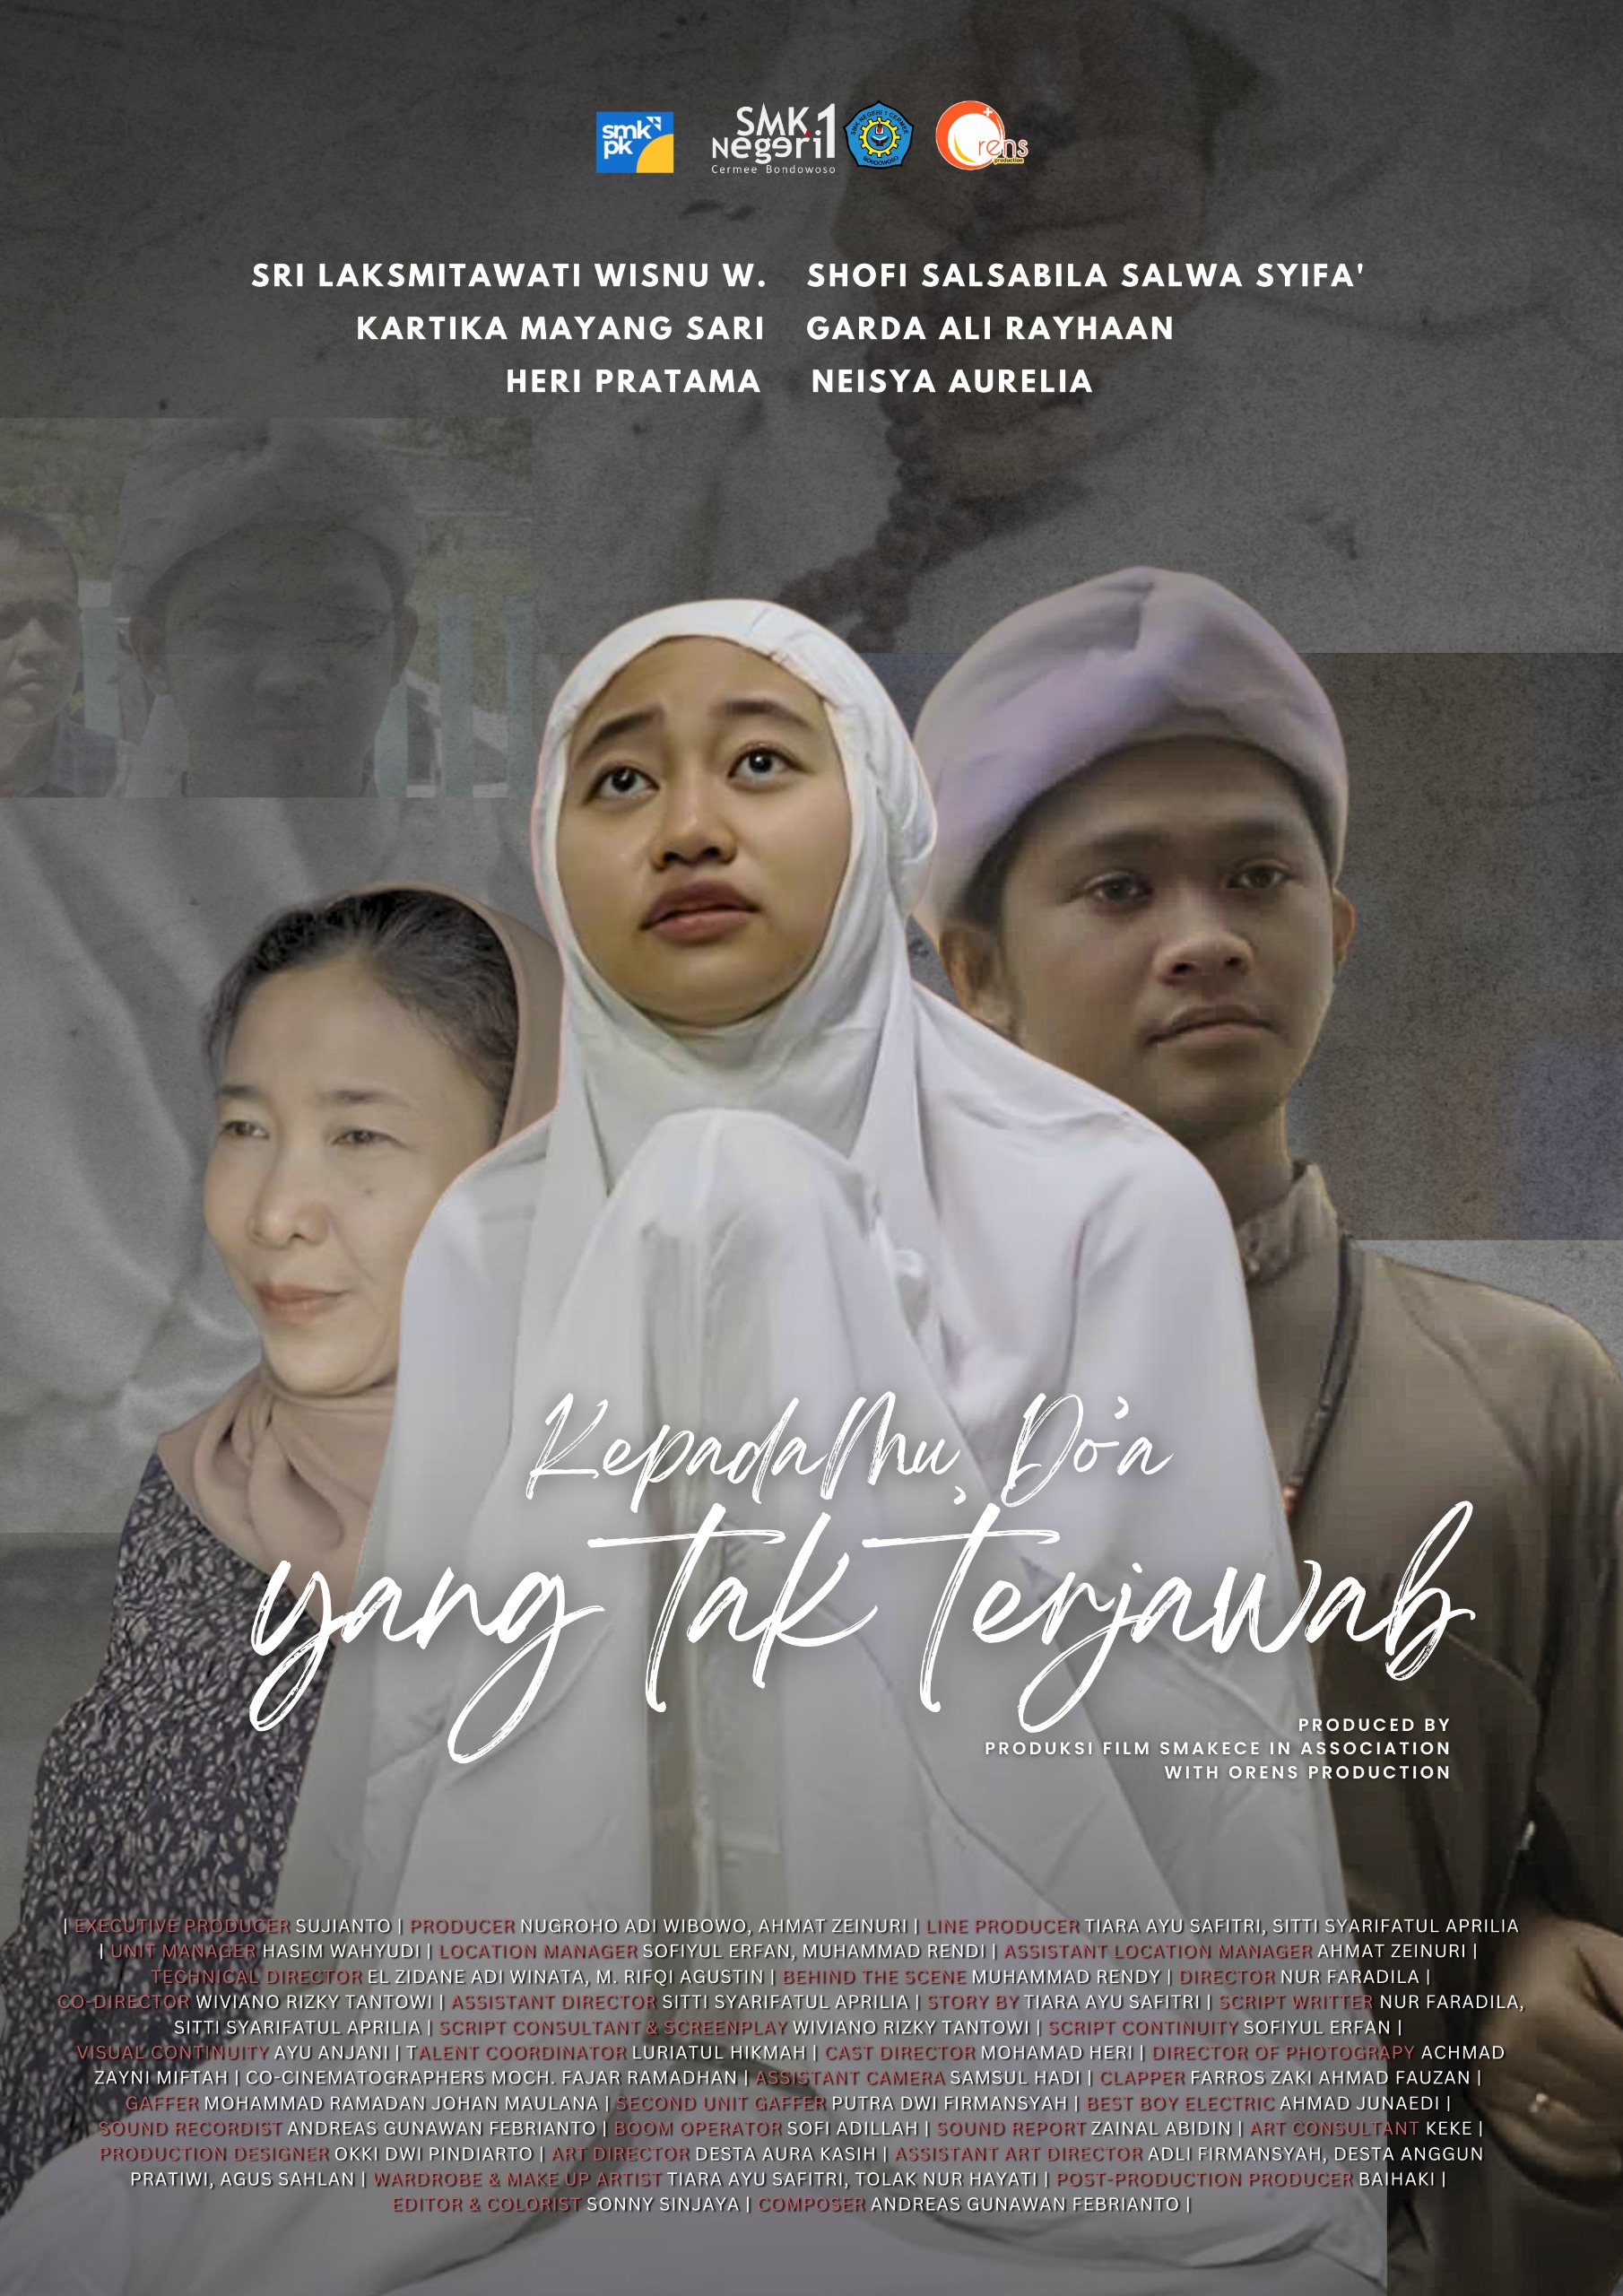 smk
pk
SMK
Negeri 1
Cermee Bondowoso
SMK NEGERI 1 CERMEE
BONDOWOSO
Orens
production
SRI LAKSMITAWATI WISNU W. SHOFI SALSABILA SALWA SYIFA'
KARTIKA MAYANG SARI GARDA ALI RAYHAAN
HERI PRATAMA NEISYA AURELIA
KepadaMu, Do'a
yang Tak Terjawab
PRODUCED BY
PRODUKSI FILM SMAKECE IN ASSOCIATION
WITH ORENS PRODUCTION
| EXECUTIVE PRODUCER SUJIANTO | PRODUCER NUGROHO ADI WIBOWO, AHMAT ZEINURI | LINE PRODUCER TIARA AYU SAFITRI, SITTI SYARIFATUL APRILIA
| UNIT MANAGER HASIM WAHYUDI | LOCATION MANAGER SOFIYUL ERFAN, MUHAMMAD RENDI | ASSISTANT LOCATION MANAGER AHMAT ZEINURI |
TECHNICAL DIRECTOR EL ZIDANE ADI WINATA, M. RIFQI AGUSTIN | BEHIND THE SCENE MUHAMMAD RENDY | DIRECTOR NUR FARADILA |
CO-DIRECTOR WIVIANO RIZKY TANTOWI | ASSISTANT DIRECTOR SITTI SYARIFATUL APRILIA | STORY BY TIARA AYU SAFITRI | SCRIPT WRITTER NUR FARADILA,
SITTI SYARIFATUL APRILIA | SCRIPT CONSULTANT & SCREENPLAY WIVIANO RIZKY TANTOWI | SCRIPT CONTINUITY SOFIYUL ERFAN |
VISUAL CONTINUITY AYU ANJANI | TALENT COORDINATOR LURIATUL HIKMAH | CAST DIRECTOR MOHAMAD HERI | DIRECTOR OF PHOTOGRAPY ACHMAD
ZAYNI MIFTAH | CO-CINEMATOGRAPHERS MOCH. FAJAR RAMADHAN | ASSISTANT CAMERA SAMSUL HADI | CLAPPER FARROS ZAKI AHMAD FAUZAN |
GAFFER MOHAMMAD RAMADAN JOHAN MAULANA | SECOND UNIT GAFFER PUTRA DWI FIRMANSYAH | BEST BOY ELECTRIC AHMAD JUNAEDI |
SOUND RECORDIST ANDREAS GUNAWAN FEBRIANTO | BOOM OPERATOR SOFI ADILLAH | SOUND REPORT ZAINAL ABIDIN | ART CONSULTANT KEKE |
PRODUCTION DESIGNER OKKI DWI PINDIARTO | ART DIRECTOR DESTA AURA KASIH | ASSISTANT ART DIRECTOR ADLI FIRMANSYAH, DESTA ANGGUN
PRATIWI, AGUS SAHLAN | WARDROBE & MAKE UP ARTIST TIARA AYU SAFITRI, TOLAK NUR HAYATI | POST-PRODUCTION PRODUCER BAIHAKI |
EDITOR & COLORIST SONNY SINJAYA | COMPOSER ANDREAS GUNAWAN FEBRIANTO |